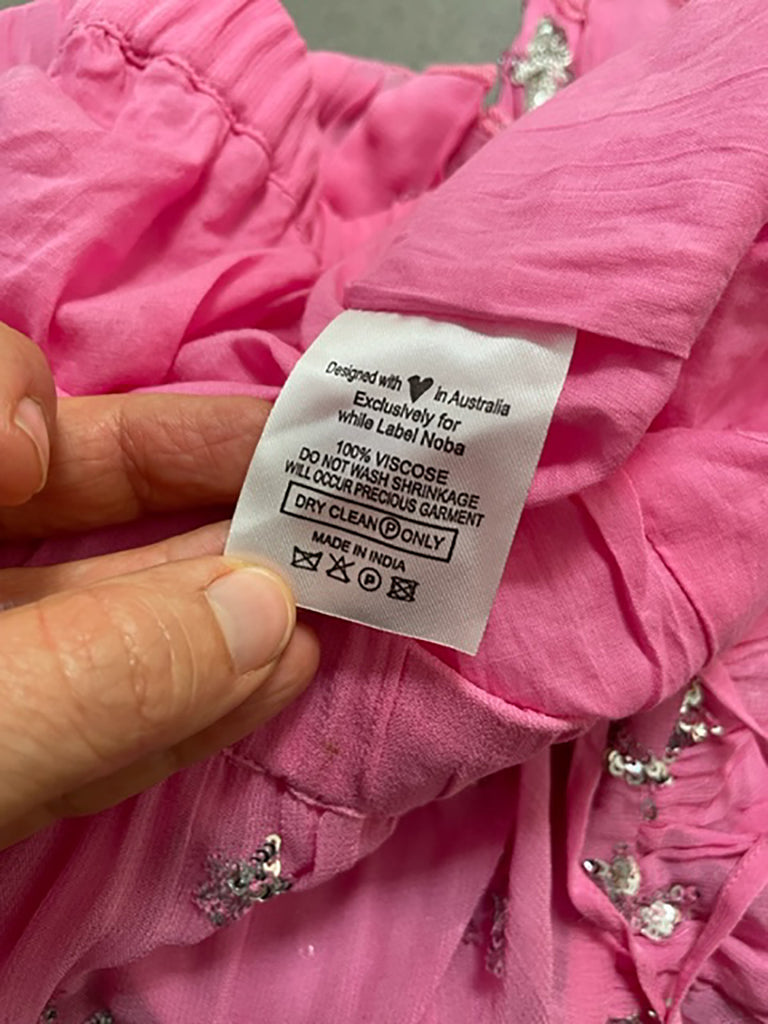 Designed with ♥ in Australia
Exclusively for
while Label Noba
100% VISCOSE
DO NOT WASH SHRINKAGE
WILL OCCUR PRECIOUS GARMENT
DRY CLEAN Ⓟ ONLY
MADE IN INDIA
Ⓟ